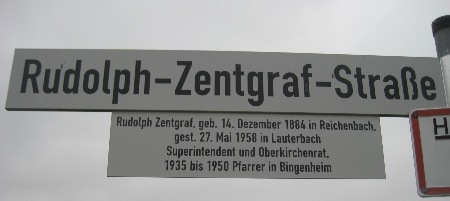 Rudolph-Zentgraf-Straße
Rudolph Zentgraf, geb. 14. Dezember 1884 in Reichenbach,
gest. 27. Mai 1958 in Lauterbach
Superintendent und Oberkirchenrat,
1935 bis 1950 Pfarrer in Bingenheim
H